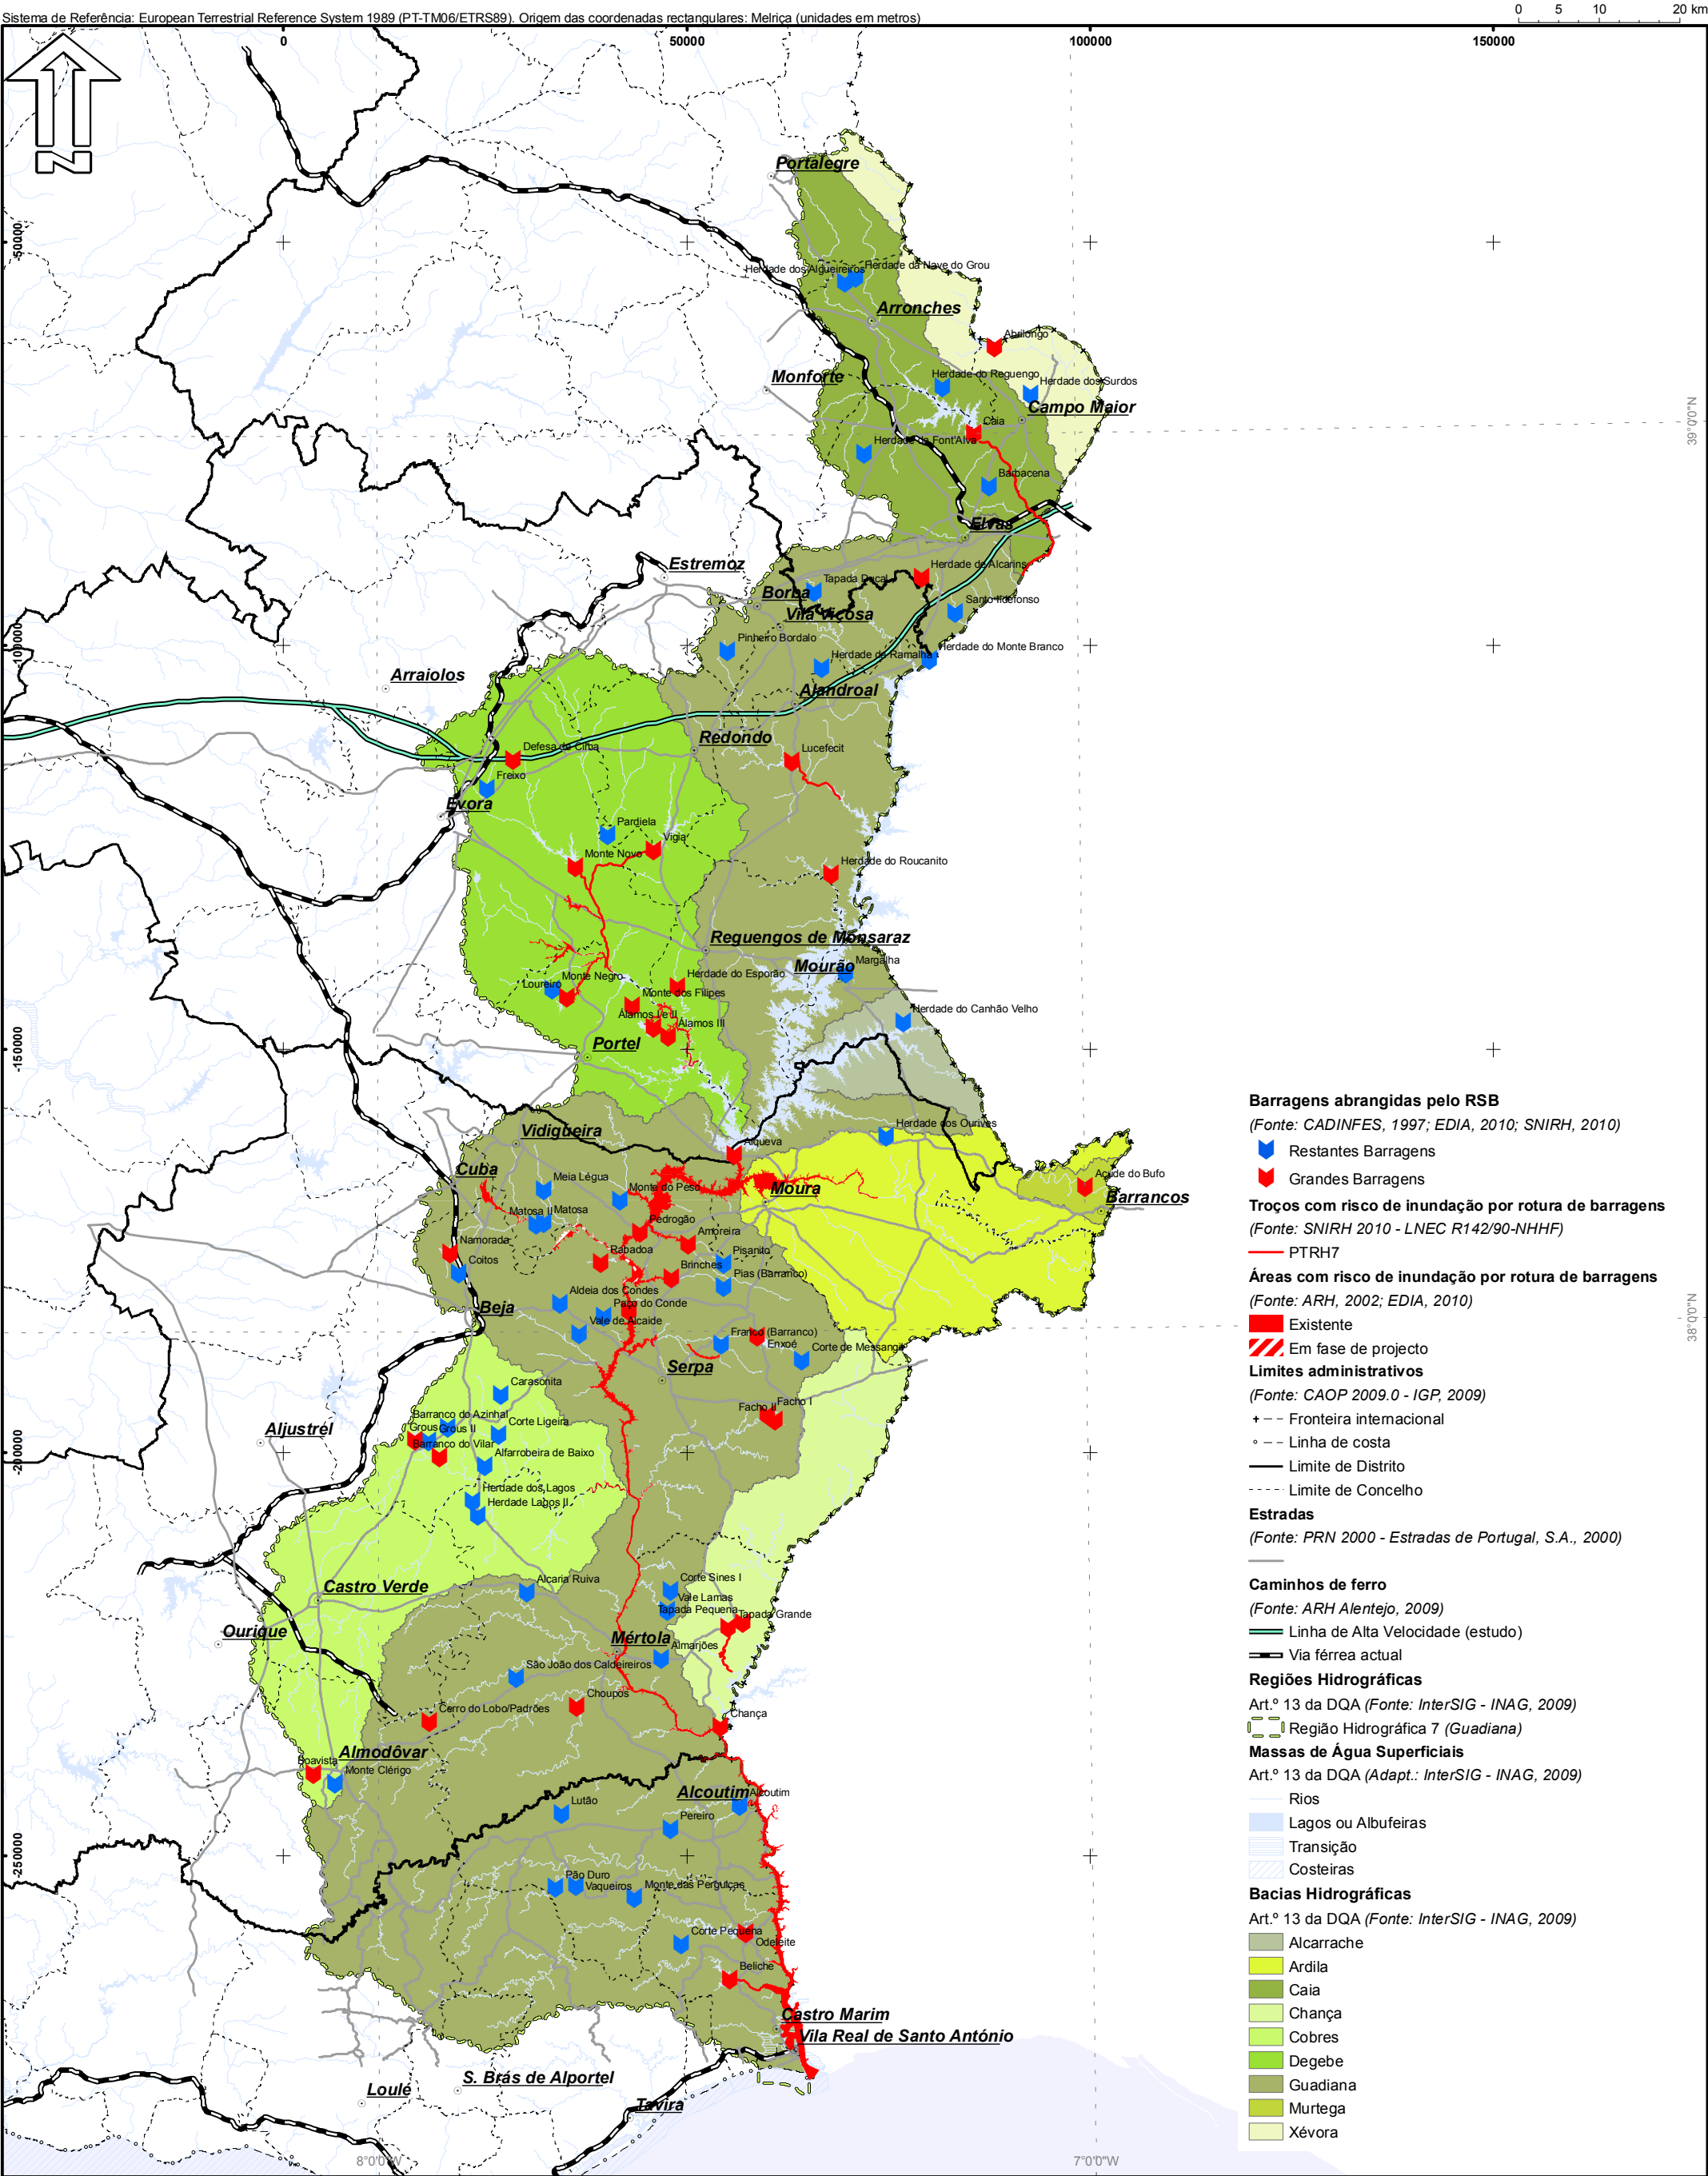 Sistema de Referência: European Terrestrial Reference System 1989 (PT-TM06/ETRS89). Origem das coordenadas rectangulares: Melriça (unidades em metros)
0 5 10 20 km
0 50000 100000 150000
N
Portalegre
-50000
Herdade dos Algueireiros
Herdade da Nave do Grou
Arronches
Abrilongo
Monforte
Herdade do Reguengo
Herdade dos Surdos
Campo Maior
39°0'0"N
Caia
Herdade da Font'Alva
Barbacena
Elvas
Estremoz
Herdade de Alcarins
Tapada Ducal
Borba
Santo Ildefonso
Vila Viçosa
-100000
Pinheiro Bordalo
Herdade do Monte Branco
Herdade da Ramalha
Arraiolos
Alandroal
Redondo
Defesa de Cima
Lucefecit
Freixo
Évora
Pardiela
Vigia
Monte Novo
Herdade do Roucanito
Reguengos de Monsaraz
Mourão
Margalha
Monte Negro
Herdade do Esporão
Loureiro
Monte dos Filipes
Herdade do Canhão Velho
Álamos I e II
Álamos III
Portel
-150000
Herdade dos Ourives
Vidigueira
Alqueva
Cuba
Açude do Bufo
Meia Légua
Monte do Peso
Moura
Barrancos
Matosa II
Matosa
Pedrogão
Amoreira
Namorada
Rabadoa
Pisanito
Coitos
Brinches
Pias (Barranco)
Aldeia dos Condes
Beja
Paço do Conde
Vale de Alcaide
38°0'0"N
Franco (Barranco)
Enxoé
Corte de Messangil
Serpa
Carasonita
Facho II
Facho I
Barranco do Azinhal
Corte Ligeira
Aljustrel
Grous
Grous II
Barranco do Vilar
-200000
Alfarrobeira de Baixo
Herdade dos Lagos
Herdade Lagos II
Alcaria Ruiva
Corte Sines I
Castro Verde
Vale Lamas
Tapada Pequena
Tapada Grande
Ourique
Mértola
Almarjões
São João dos Caldeireiros
Choupos
Cerro do Lobo/Padrões
Chança
Almodôvar
Boavista
Monte Clérigo
Alcoutim
Alcoutim
Lutão
Pereiro
-250000
Pão Duro
Vaqueiros
Monte das Perguiças
Corte Pequena
Odeleite
Beliche
Castro Marim
Vila Real de Santo António
S. Brás de Alportel
Loulé
Tavira
8°0'0"W
7°0'0"W
Barragens abrangidas pelo RSB
(Fonte: CADINFES, 1997; EDIA, 2010; SNIRH, 2010)
Restantes Barragens
Grandes Barragens
Troços com risco de inundação por rotura de barragens
(Fonte: SNIRH 2010 - LNEC R142/90-NHHF)
PTRH7
Áreas com risco de inundação por rotura de barragens
(Fonte: ARH, 2002; EDIA, 2010)
Existente
Em fase de projecto
Limites administrativos
(Fonte: CAOP 2009.0 - IGP, 2009)
Fronteira internacional
Linha de costa
Limite de Distrito
Limite de Concelho
Estradas
(Fonte: PRN 2000 - Estradas de Portugal, S.A., 2000)
Caminhos de ferro
(Fonte: ARH Alentejo, 2009)
Linha de Alta Velocidade (estudo)
Via férrea actual
Regiões Hidrográficas
Art.º 13 da DQA (Fonte: InterSIG - INAG, 2009)
Região Hidrográfica 7 (Guadiana)
Massas de Água Superficiais
Art.º 13 da DQA (Adapt.: InterSIG - INAG, 2009)
Rios
Lagos ou Albufeiras
Transição
Costeiras
Bacias Hidrográficas
Art.º 13 da DQA (Fonte: InterSIG - INAG, 2009)
Alcarrache
Ardila
Caia
Chança
Cobres
Degebe
Guadiana
Murtega
Xévora